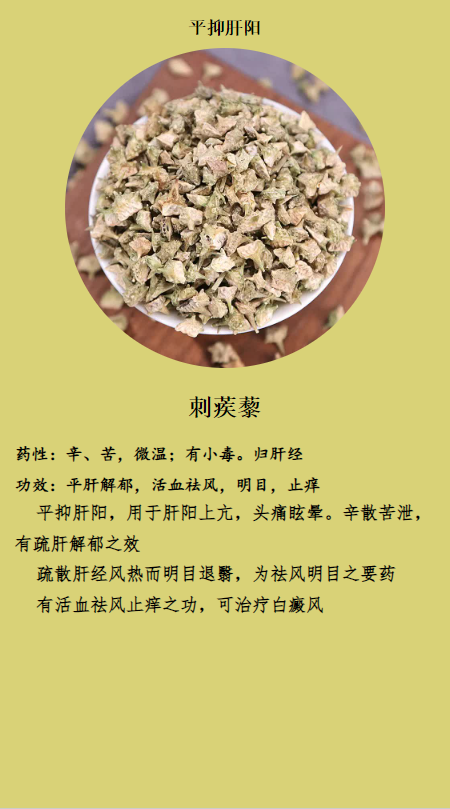 平抑肝阳
刺蒺藜
药性：辛、苦，微温；有小毒。归肝经
功效：平肝解郁，活血祛风，明目，止痒
平抑肝阳，用于肝阳上亢，头痛眩晕。辛散苦泄，
有疏肝解郁之效
疏散肝经风热而明目退翳，为祛风明目之要药
有活血祛风止痒之功，可治疗白癜风